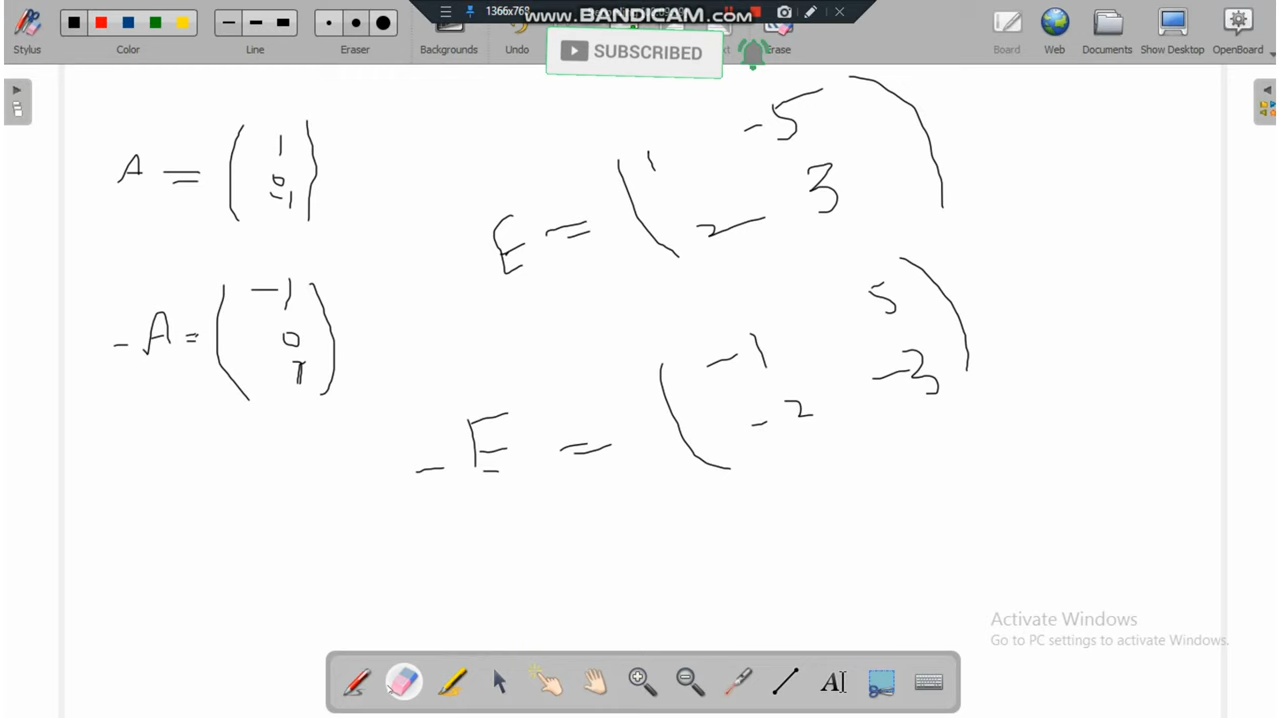 1366x768
www.BANDICAM.com
Stylus
Color
Line
Eraser
Backgrounds
Undo
Erase
Board
Web
Documents
Show Desktop
OpenBoard
SUBSCRIBED
A = ( 1
0
-1 )
E = ( 1 -5
2 3 )
-A = ( -1
0
1 )
-E = ( -1 5
-2 -3 )
Activate Windows
Go to PC settings to activate Windows.